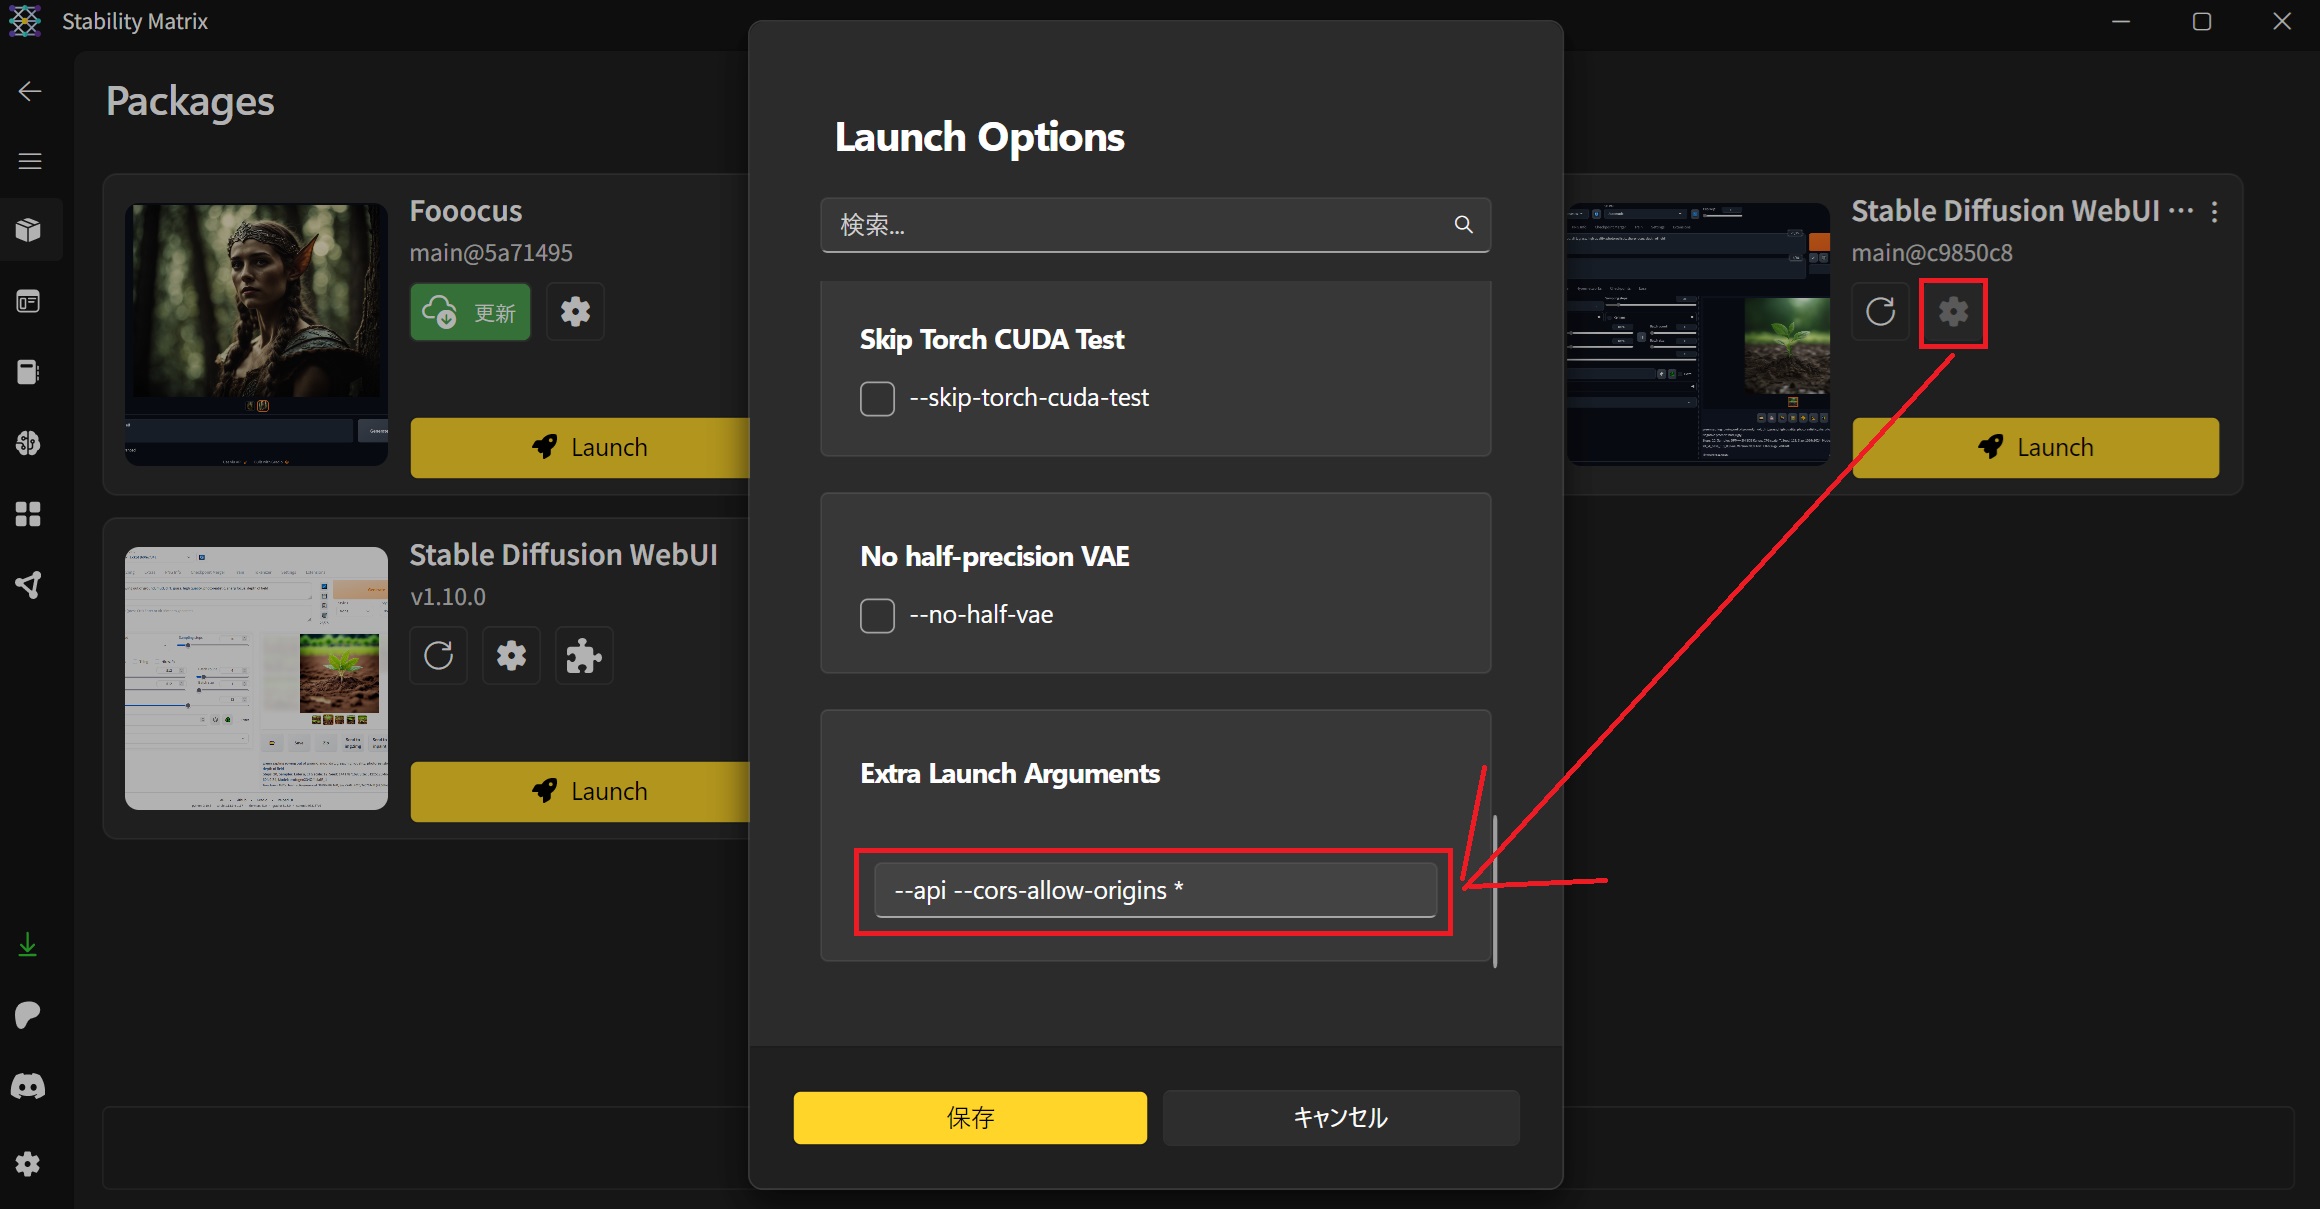 Stability Matrix
Packages
Fooocus
main@5a71495
更新
Launch
Stable Diffusion WebUI
v1.10.0
Launch
Launch Options
検索...
Skip Torch CUDA Test
--skip-torch-cuda-test
No half-precision VAE
--no-half-vae
Extra Launch Arguments
--api --cors-allow-origins *
保存
キャンセル
Stable Diffusion WebUI ···
main@c9850c8
Launch